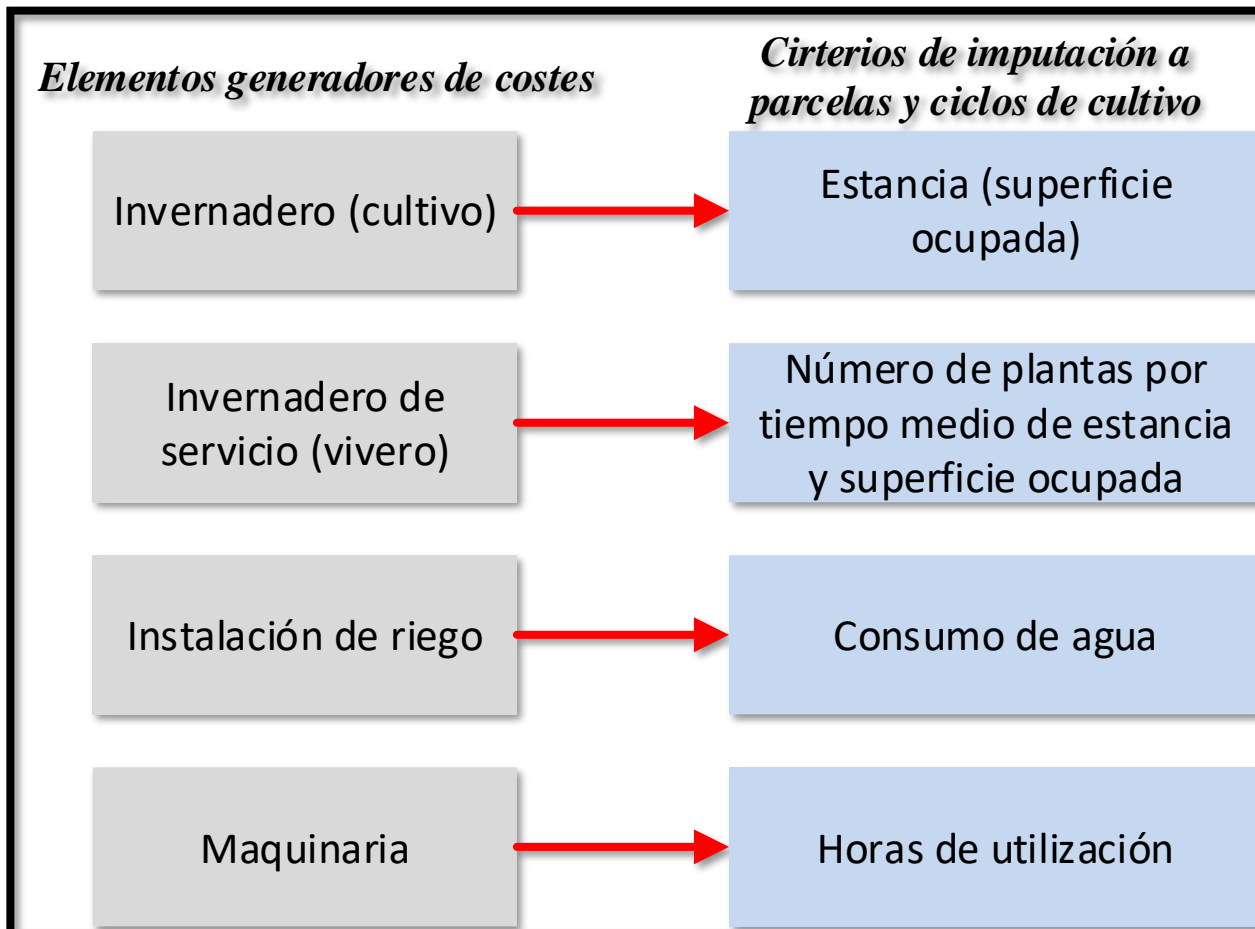 Elementos generadores de costes
Cirterios de imputación a
parcelas y ciclos de cultivo
Invernadero (cultivo)
Estancia (superficie
ocupada)
Invernadero de
servicio (vivero)
Número de plantas por
tiempo medio de estancia
y superficie ocupada
Instalación de riego
Consumo de agua
Maquinaria
Horas de utilización